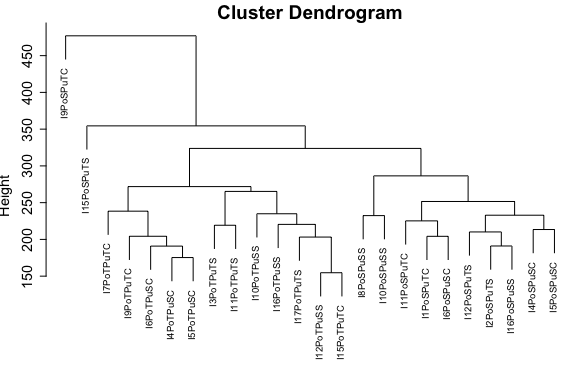 Cluster Dendrogram
Height
450
400
350
300
250
200
150
I9PoSPuTC
I15PoSPuTS
I7PoTPuTC
I9PoTPuTC
I6PoTPuSC
I4PoTPuSC
I5PoTPuSC
I3PoTPuTS
I11PoTPuTS
I10PoTPuSS
I16PoTPuSS
I17PoTPuTS
I12PoTPuSS
I15PoTPuTC
I8PoSPuSS
I10PoSPuSS
I11PoSPuTC
I1PoSPuTC
I6PoSPuSC
I12PoSPuTS
I2PoSPuTS
I16PoSPuSS
I4PoSPuSC
I5PoSPuSC